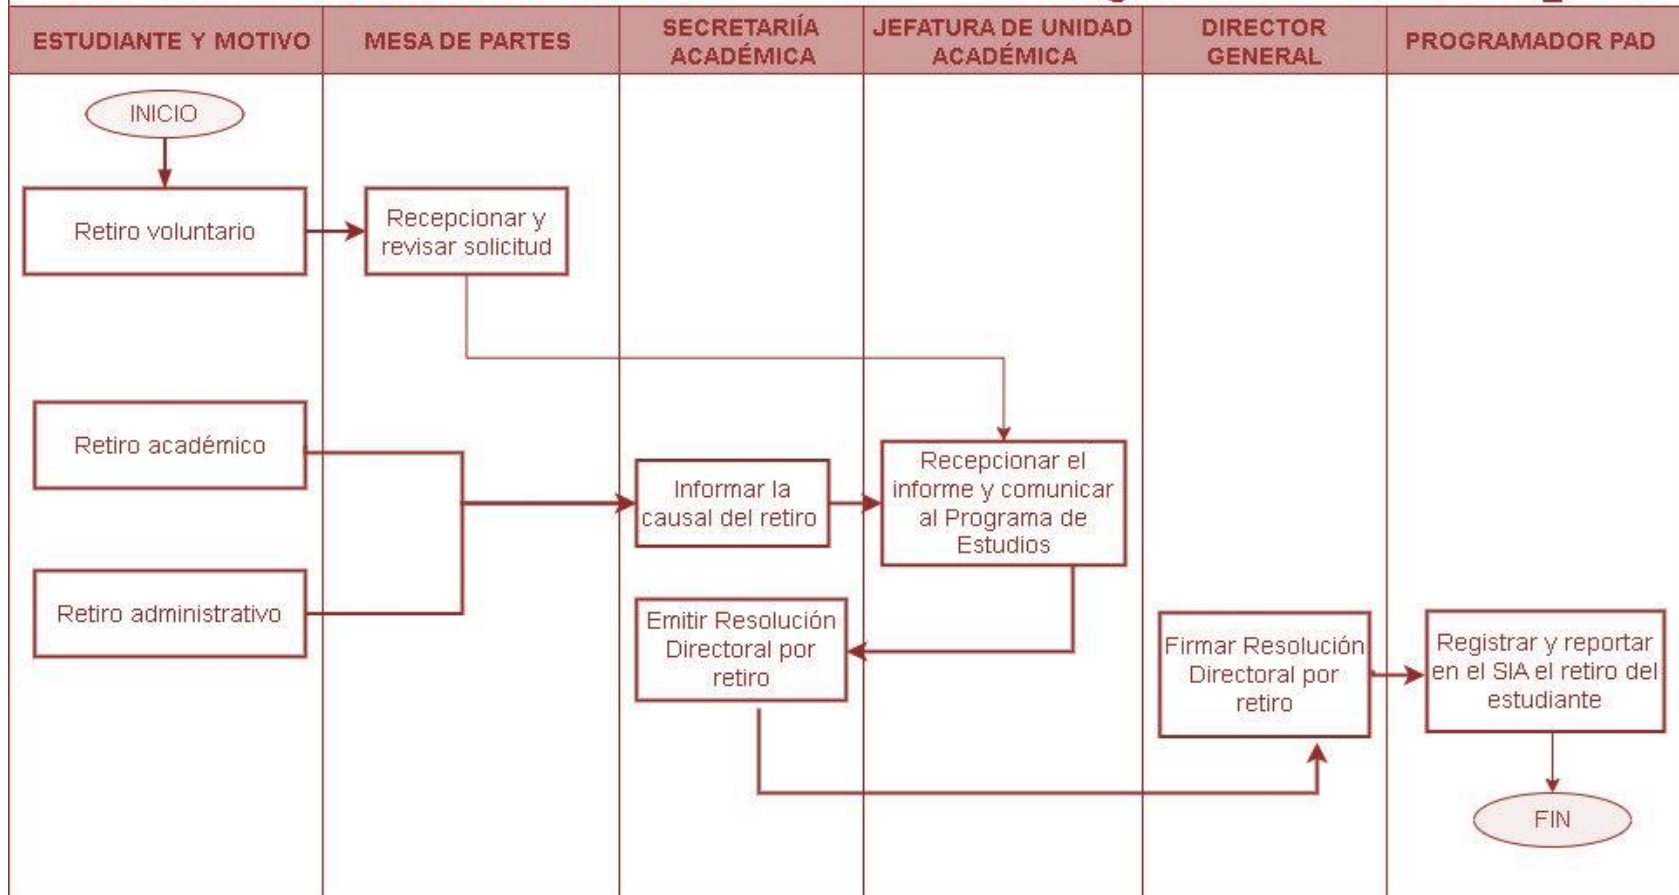 ESTUDIANTE Y MOTIVO
MESA DE PARTES
SECRETARIÍA
ACADÉMICA
JEFATURA DE UNIDAD
ACADÉMICA
DIRECTOR
GENERAL
PROGRAMADOR PAD
INICIO
Retiro voluntario
Recepcionar y
revisar solicitud
Retiro académico
Retiro administrativo
Informar la
causal del retiro
Recepcionar el
informe y comunicar
al Programa de
Estudios
Emitir Resolución
Directoral por
retiro
Firmar Resolución
Directoral por
retiro
Registrar y reportar
en el SIA el retiro del
estudiante
FIN